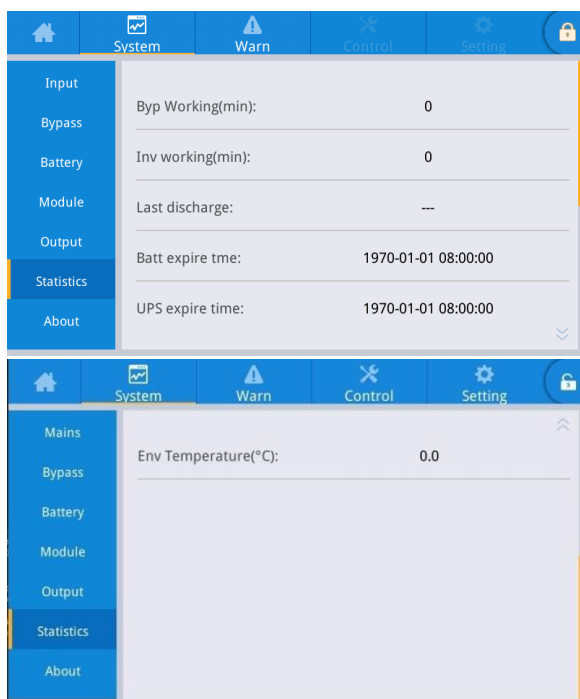 System Warn Control Setting
Input
Bypass
Battery
Module
Output
Statistics
About
Byp Working(min): 0
Inv working(min): 0
Last discharge: ---
Batt expire tme: 1970-01-01 08:00:00
UPS expire time: 1970-01-01 08:00:00
System Warn Control Setting
Mains
Bypass
Battery
Module
Output
Statistics
About
Env Temperature(°C): 0.0